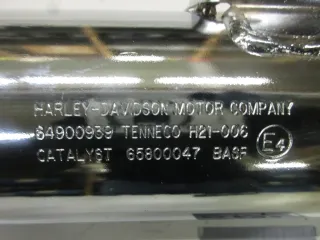 HARLEY-DAVIDSON MOTOR COMPANY
64900939 TENNECO H21-006
CATALYST 65800047 BASF E4